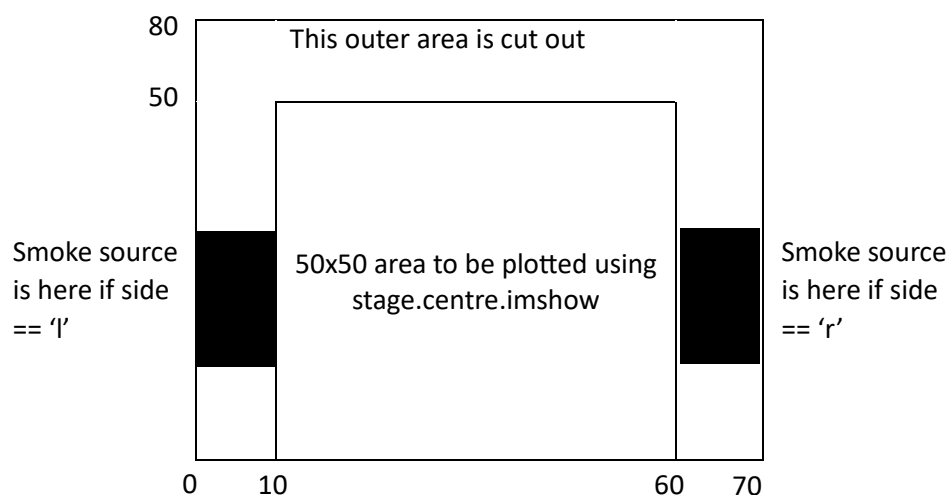 80
This outer area is cut out
50
Smoke source
is here if side
== ‘l’
50x50 area to be plotted using
stage.centre.imshow
Smoke source
is here if side
== ‘r’
0
10
60
70